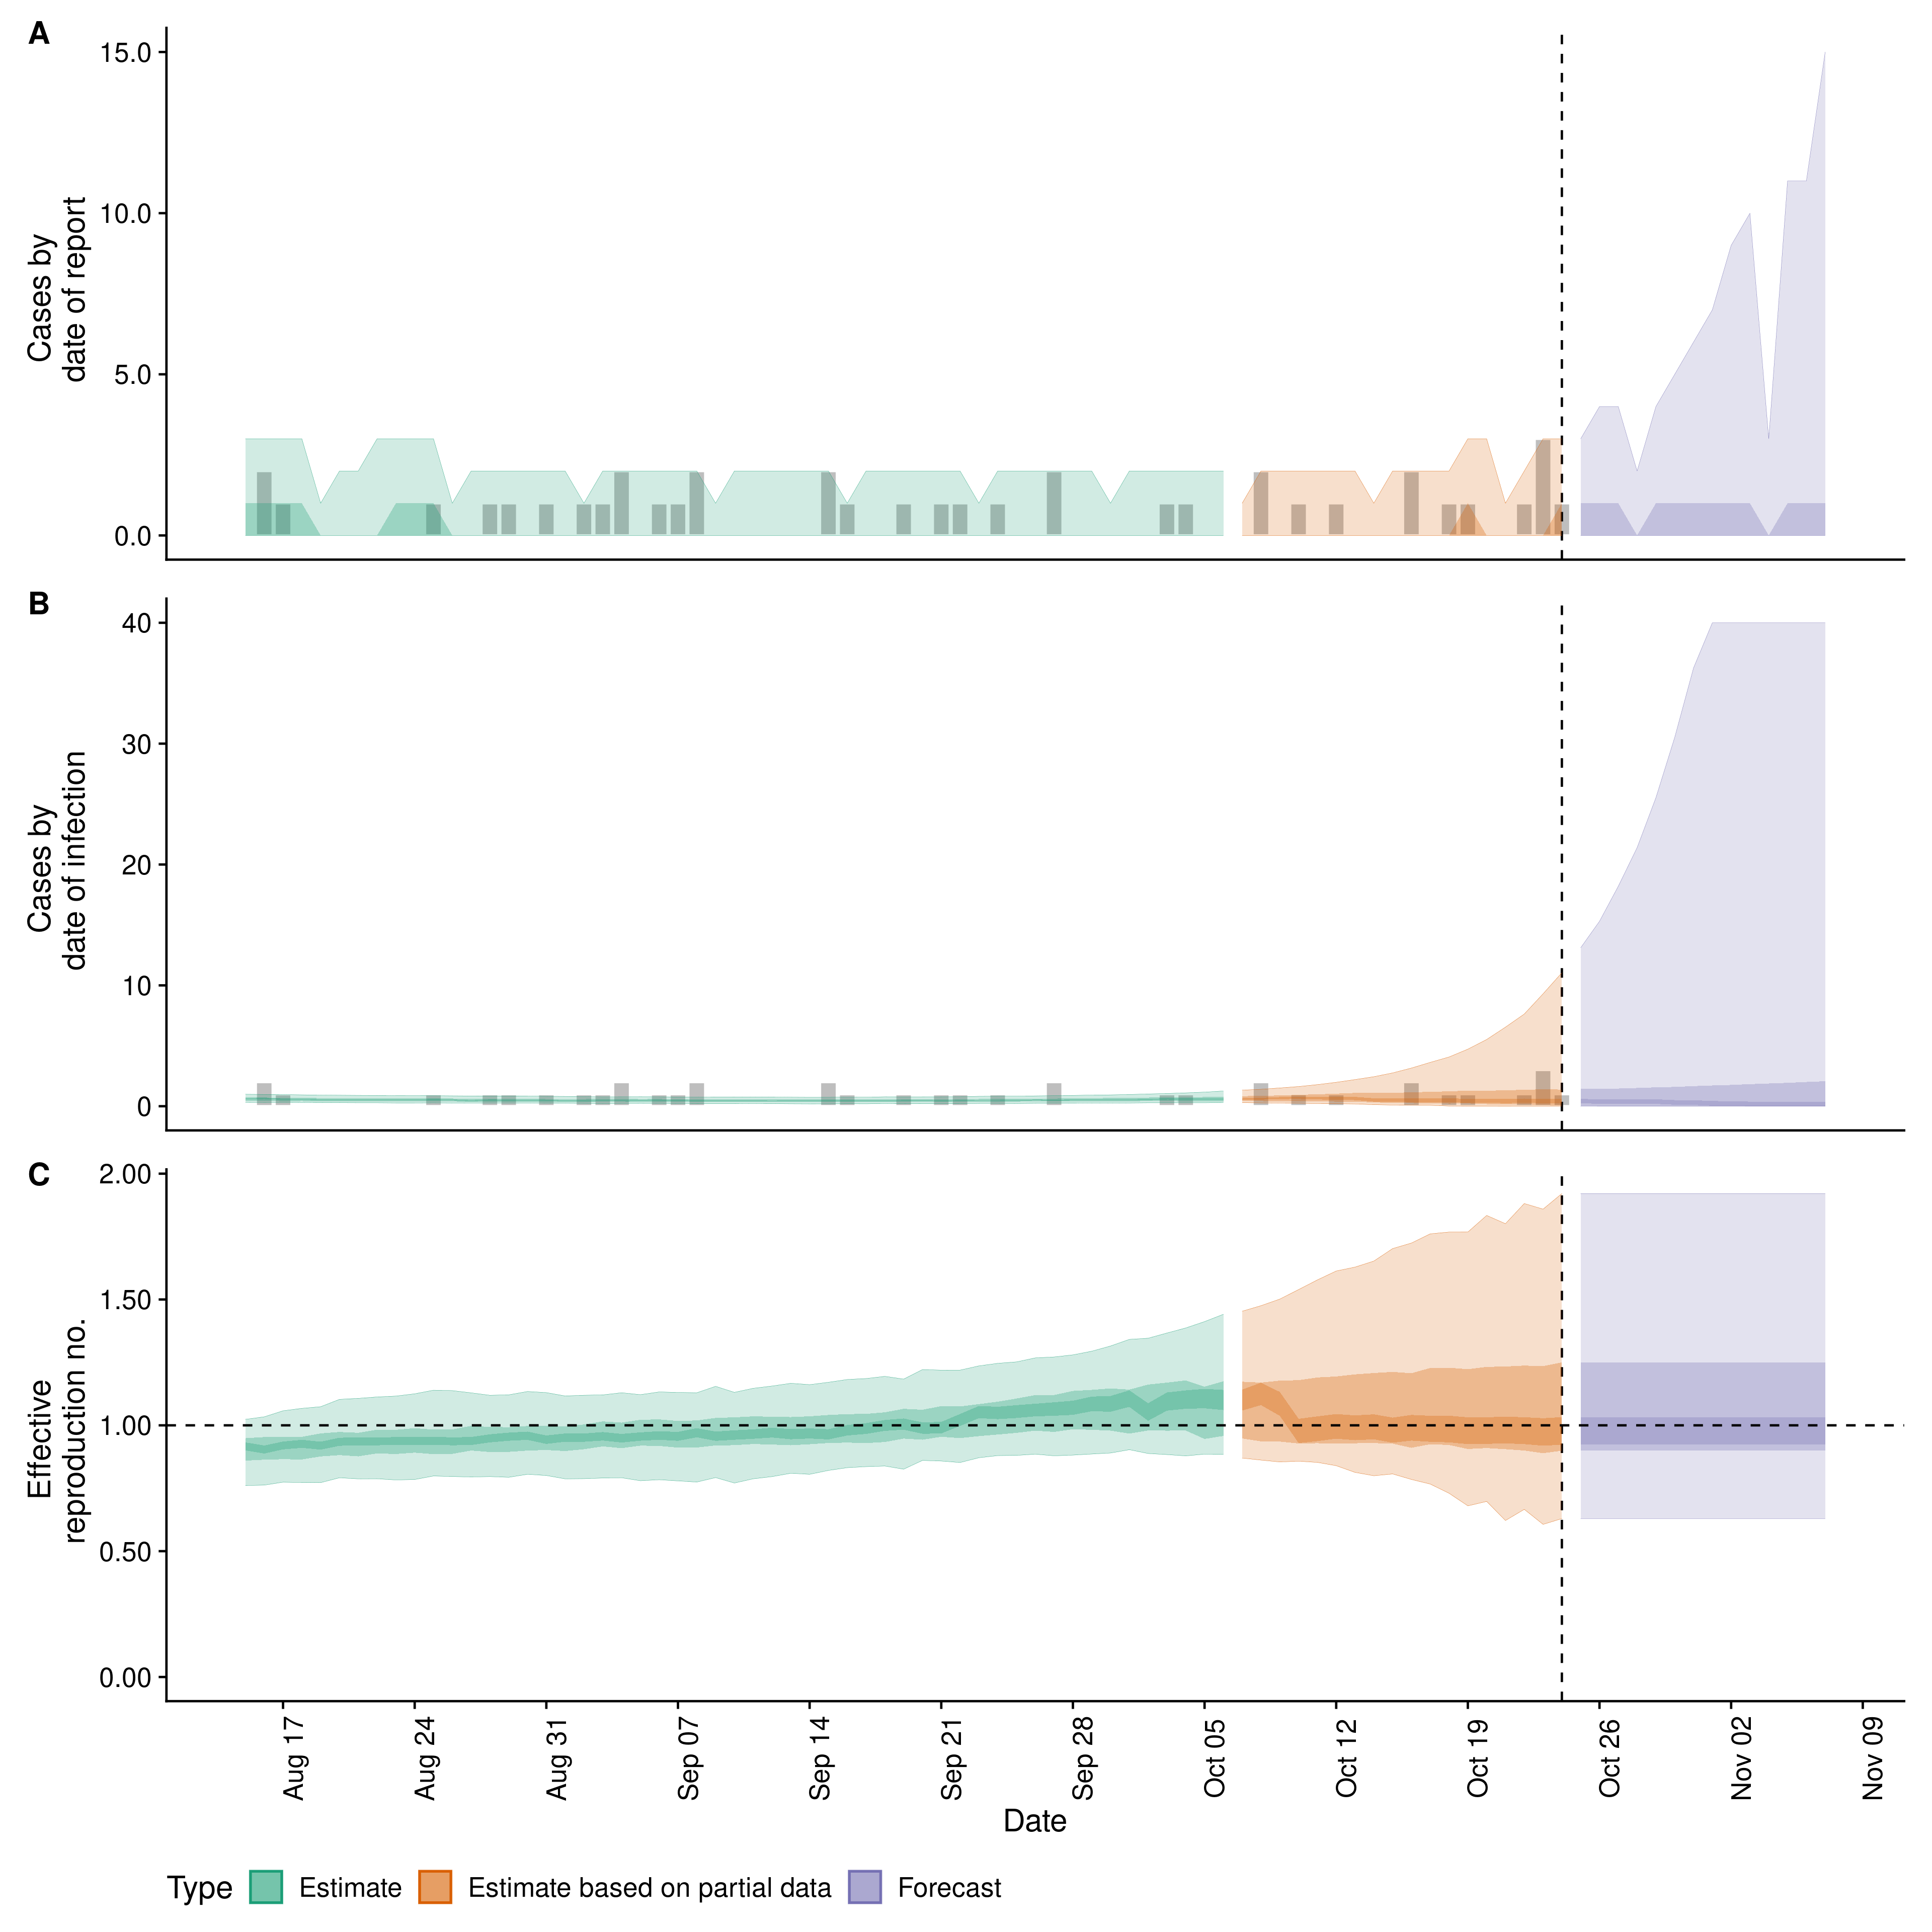 A
Cases by
date of report
15.0
10.0
5.0
0.0
B
Cases by
date of infection
40
30
20
10
0
C
Effective
reproduction no.
2.00
1.50
1.00
0.50
0.00
Aug 17
Aug 24
Aug 31
Sep 07
Sep 14
Sep 21
Sep 28
Oct 05
Oct 12
Oct 19
Oct 26
Nov 02
Nov 09
Date
Type Estimate Estimate based on partial data Forecast